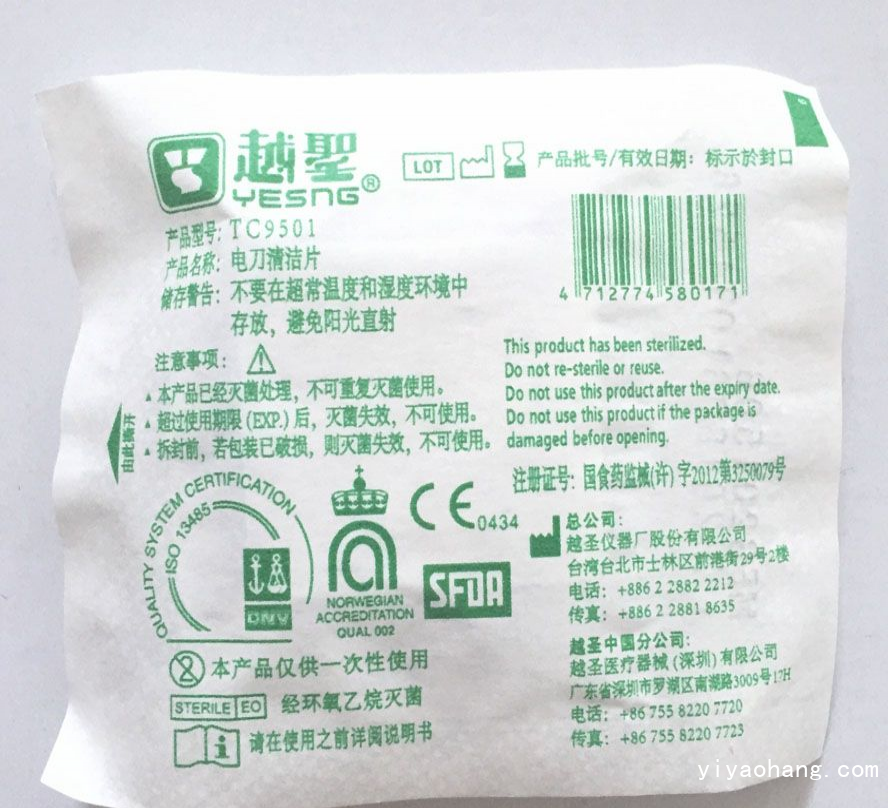 越聖
YESNG®
LOT 产品批号/有效日期：标示於封口
产品型号：TC9501
产品名称：电刀清洁片
储存警告：不要在超常温度和湿度环境中
存放，避免阳光直射
4 712774 580171
注意事项：
▲本产品已经灭菌处理，不可重复灭菌使用。
▲超过使用期限（EXP.）后，灭菌失效，不可使用。
▲拆封前，若包装已破损，则灭菌失效，不可使用。
由此撕开
This product has been sterilized.
Do not re-sterile or reuse.
Do not use this product after the expiry date.
Do not use this product if the package is
damaged before opening.
注册证号：国食药监械(许)字2012第3250079号
QUALITY SYSTEM CERTIFICATION
ISO 13485
DNV
NORWEGIAN
ACCREDITATION
QUAL 002
CE 0434
SFDA
总公司：
越圣仪器厂股份有限公司
台湾台北市士林区前港街29号2楼
电话：+886 2 2882 2212
传真：+886 2 2881 8635
越圣中国分公司：
越圣医疗器械（深圳）有限公司
广东省深圳市罗湖区南湖路3009号17H
电话：+86 755 8220 7720
传真：+86 755 8220 7723
本产品仅供一次性使用
STERILE EO 经环氧乙烷灭菌
请在使用之前详阅说明书
yiyaohang.com